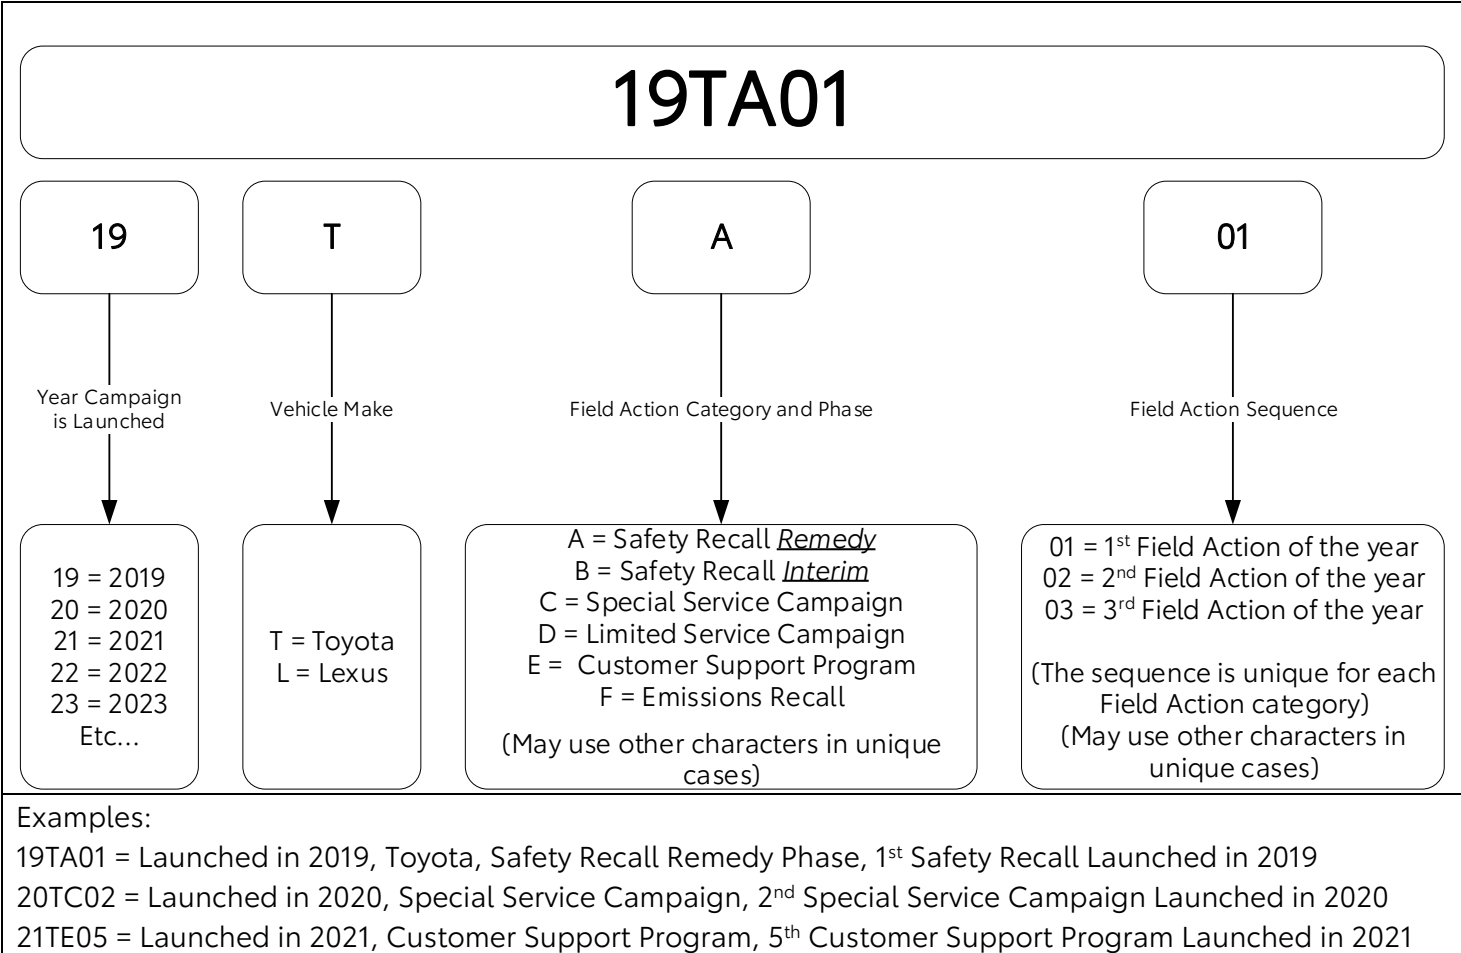 19TA01
19
T
A
01
Year Campaign
is Launched
Vehicle Make
Field Action Category and Phase
Field Action Sequence
19 = 2019
20 = 2020
21 = 2021
22 = 2022
23 = 2023
Etc...
T = Toyota
L = Lexus
A = Safety Recall Remedy
B = Safety Recall Interim
C = Special Service Campaign
D = Limited Service Campaign
E =  Customer Support Program
F = Emissions Recall
(May use other characters in unique
cases)
01 = 1st Field Action of the year
02 = 2nd Field Action of the year
03 = 3rd Field Action of the year
(The sequence is unique for each
Field Action category)
(May use other characters in
unique cases)
Examples:
19TA01 = Launched in 2019, Toyota, Safety Recall Remedy Phase, 1st Safety Recall Launched in 2019
20TC02 = Launched in 2020, Special Service Campaign, 2nd Special Service Campaign Launched in 2020
21TE05 = Launched in 2021, Customer Support Program, 5th Customer Support Program Launched in 2021